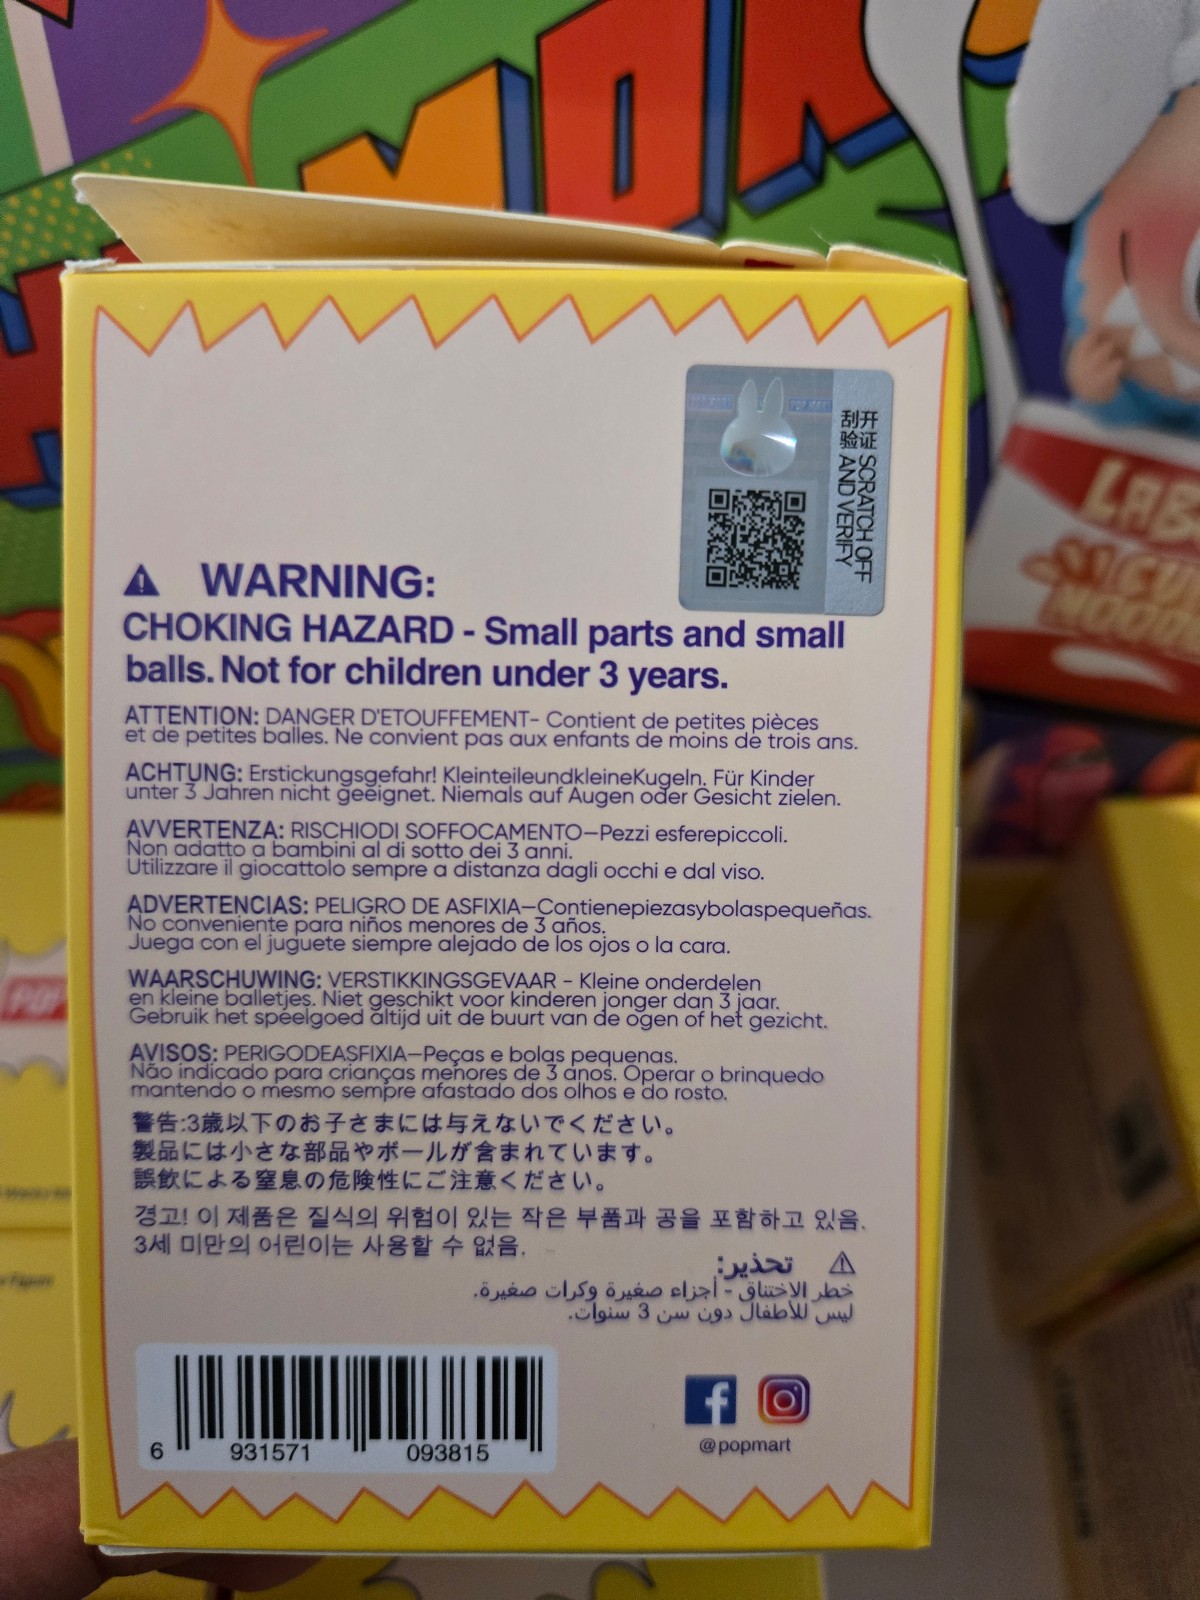 MOR
LAB
CU
NOOD
开证 SCRATCH OFF
刮验 AND VERIFY
⚠ WARNING:
CHOKING HAZARD - Small parts and small
balls. Not for children under 3 years.
ATTENTION: DANGER D'ETOUFFEMENT- Contient de petites pièces
et de petites balles. Ne convient pas aux enfants de moins de trois ans.
ACHTUNG: Erstickungsgefahr! KleinteileundkleineKugeln. Für Kinder
unter 3 Jahren nicht geeignet. Niemals auf Augen oder Gesicht zielen.
AVVERTENZA: RISCHIODI SOFFOCAMENTO—Pezzi esferepiccoli.
Non adatto a bambini al di sotto dei 3 anni.
Utilizzare il giocattolo sempre a distanza dagli occhi e dal viso.
ADVERTENCIAS: PELIGRO DE ASFIXIA—Contienepiezasybolaspequeñas.
No conveniente para niños menores de 3 años.
Juega con el juguete siempre alejado de los ojos o la cara.
WAARSCHUWING: VERSTIKKINGSGEVAAR - Kleine onderdelen
en kleine balletjes. Niet geschikt voor kinderen jonger dan 3 jaar.
Gebruik het speelgoed altijd uit de buurt van de ogen of het gezicht.
AVISOS: PERIGODEASFIXIA—Peças e bolas pequenas.
Não indicado para crianças menores de 3 anos. Operar o brinquedo
mantendo o mesmo sempre afastado dos olhos e do rosto.
警告:3歳以下のお子さまには与えないでください。
製品には小さな部品やボールが含まれています。
誤飲による窒息の危険性にご注意ください。
경고! 이 제품은 질식의 위험이 있는 작은 부품과 공을 포함하고 있음.
3세 미만의 어린이는 사용할 수 없음.
⚠ تحذير:
خطر الاختناق - أجزاء صغيرة وكرات صغيرة.
ليس للأطفال دون سن 3 سنوات.
6 931571 093815
@popmart
POP
Figure